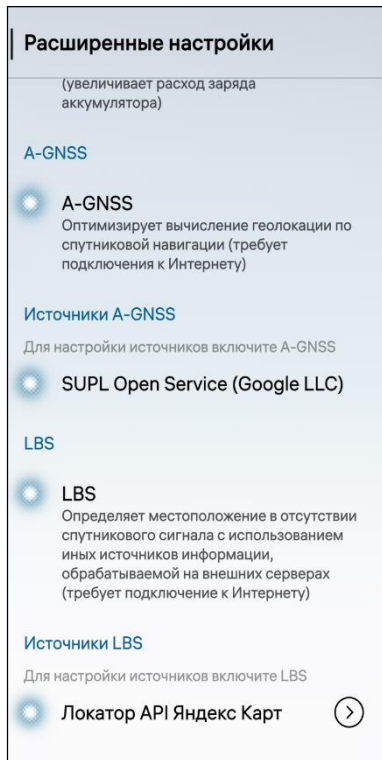 Расширенные настройки
(увеличивает расход заряда
аккумулятора)
A-GNSS
A-GNSS
Оптимизирует вычисление геолокации по
спутниковой навигации (требует
подключения к Интернету)
Источники A-GNSS
Для настройки источников включите A-GNSS
SUPL Open Service (Google LLC)
LBS
LBS
Определяет местоположение в отсутствии
спутникового сигнала с использованием
иных источников информации,
обрабатываемой на внешних серверах
(требует подключение к Интернету)
Источники LBS
Для настройки источников включите LBS
Локатор API Яндекс Карт